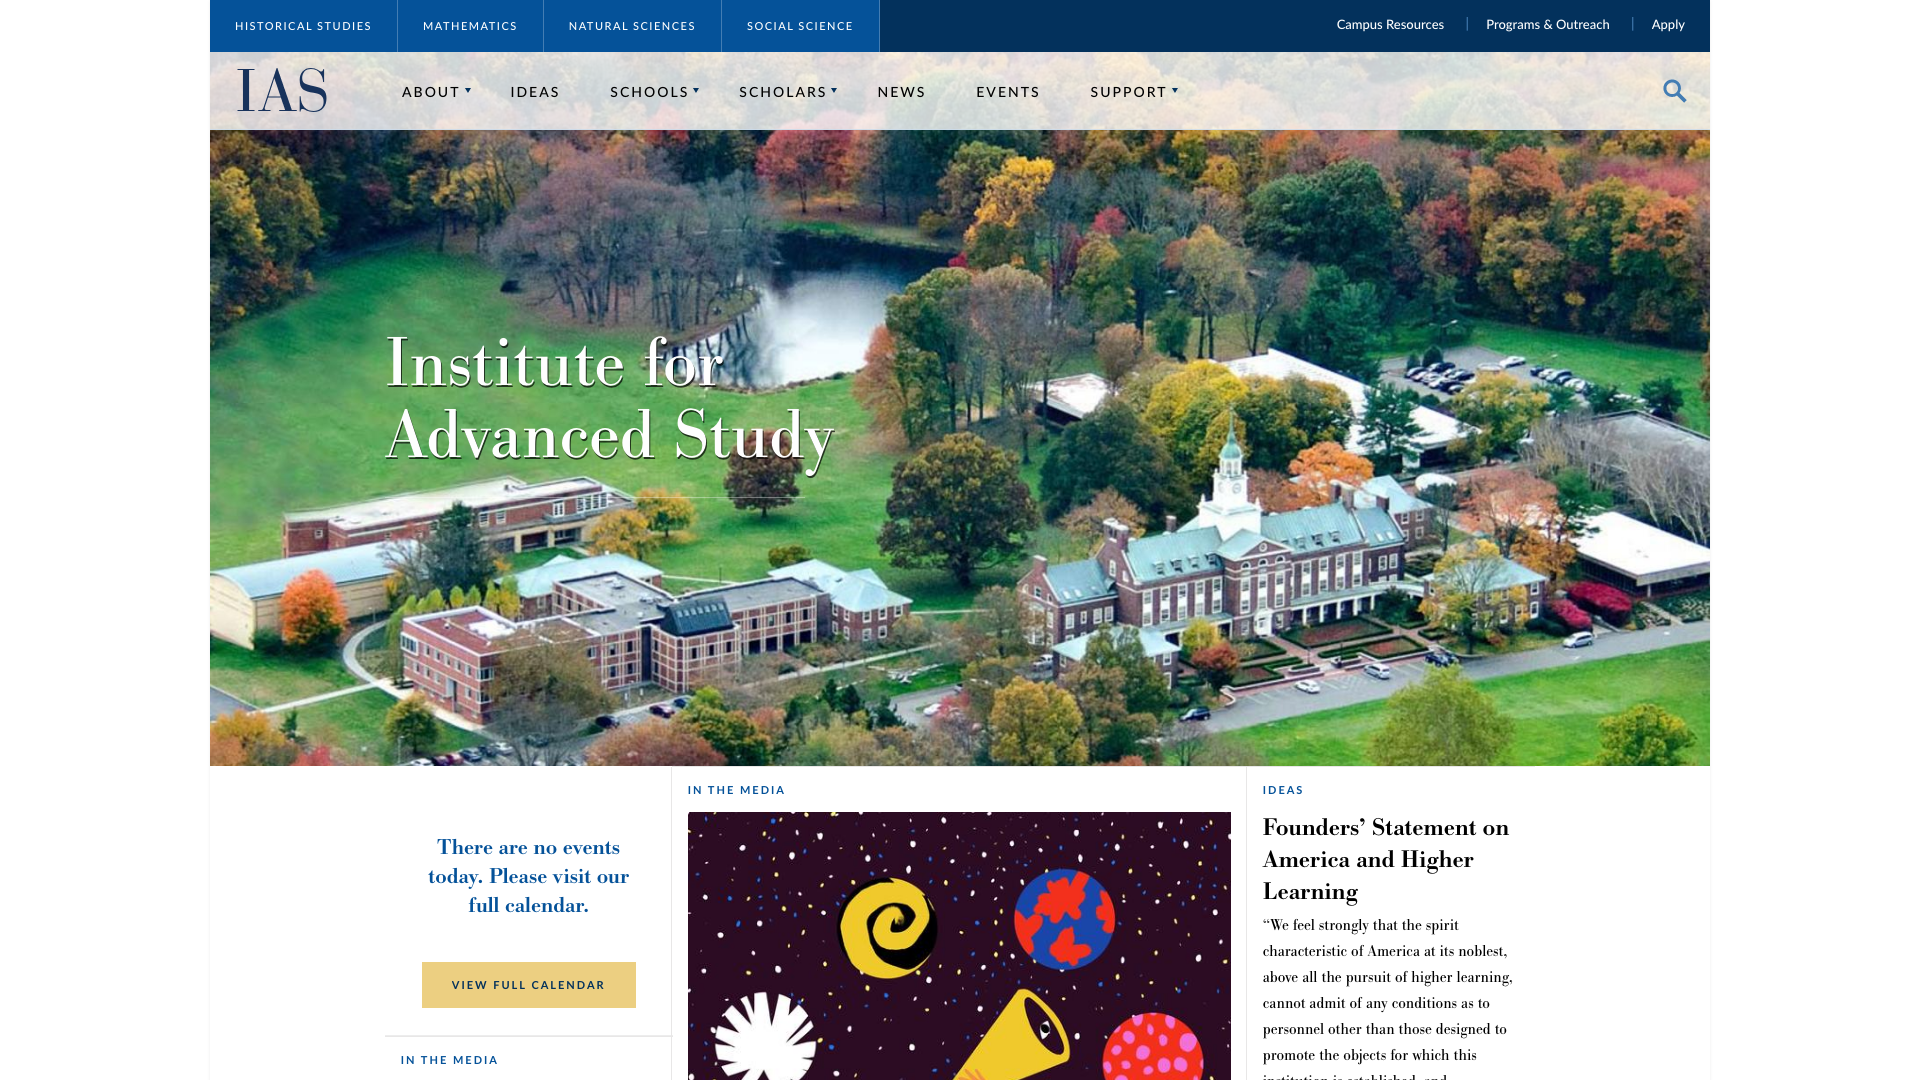 HISTORICAL STUDIES
MATHEMATICS
NATURAL SCIENCES
SOCIAL SCIENCE
Campus Resources
Programs & Outreach
Apply
IAS
ABOUT
IDEAS
SCHOOLS
SCHOLARS
NEWS
EVENTS
SUPPORT
Institute for
Advanced Study
There are no events
today. Please visit our
full calendar.
VIEW FULL CALENDAR
IN THE MEDIA
IN THE MEDIA
IDEAS
Founders’ Statement on
America and Higher
Learning
“We feel strongly that the spirit
characteristic of America at its noblest,
above all the pursuit of higher learning,
cannot admit of any conditions as to
personnel other than those designed to
promote the objects for which this
institution is established, and